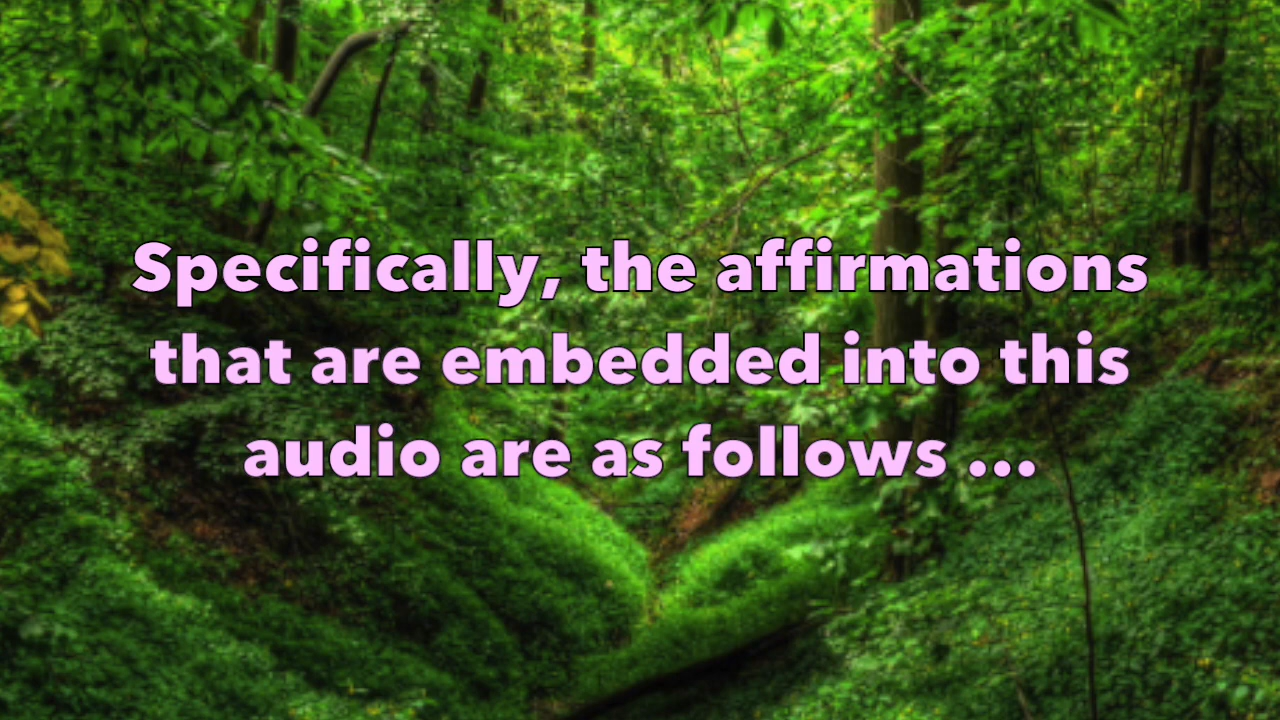 Specifically, the affirmations
that are embedded into this
audio are as follows ...